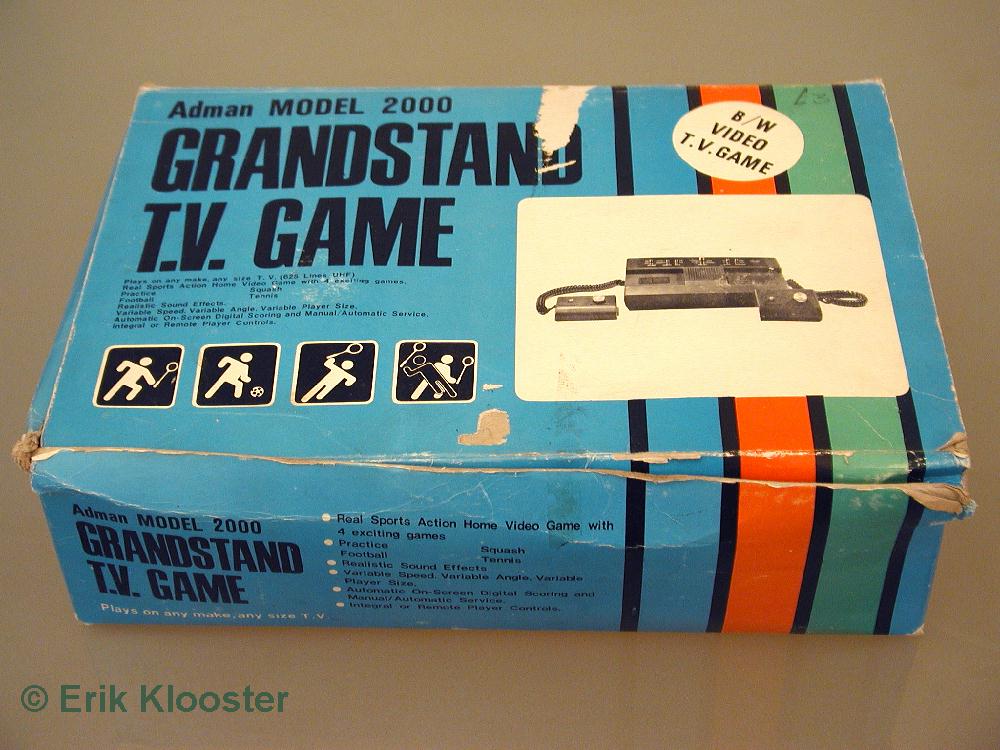 Adman MODEL 2000
GRANDSTAND
T.V. GAME
Plays on any make, any size T.V. (625 Lines UHF)
Real Sports Action Home Video Game with 4 exciting games.
Practice Squash
Football Tennis
Realistic Sound Effects.
Variable Speed. Variable Angle. Variable Player Size.
Automatic On-Screen Digital Scoring and Manual/Automatic Service.
Integral or Remote Player Controls.
£3
B/W
VIDEO
T.V. GAME
Adman MODEL 2000
GRANDSTAND
T.V. GAME
Plays on any make, any size T.V.
Real Sports Action Home Video Game with
4 exciting games
Practice Squash
Football Tennis
Realistic Sound Effects
Variable Speed. Variable Angle. Variable
Player Size.
Automatic On-Screen Digital Scoring and
Manual/Automatic Service.
Integral or Remote Player Controls.
© Erik Klooster